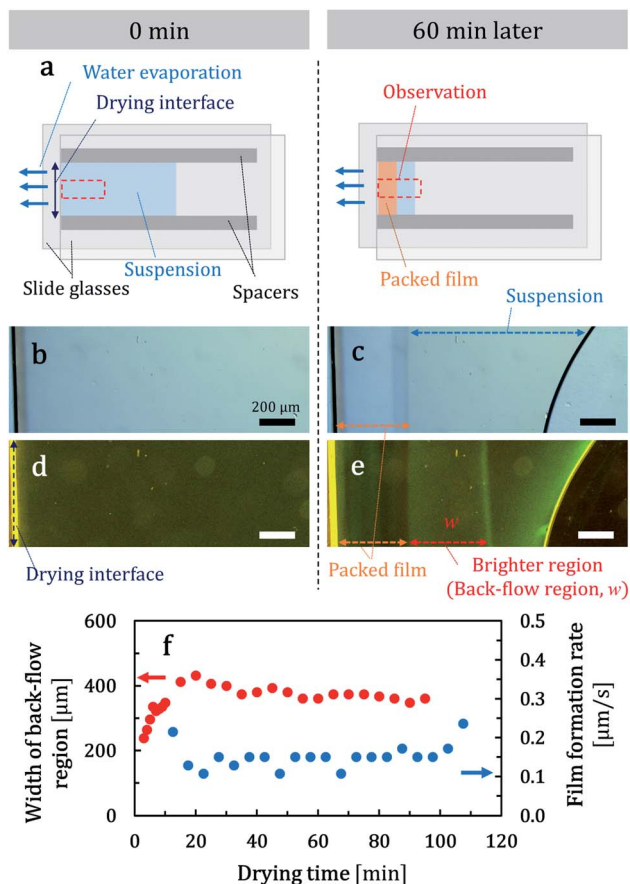 0 min
60 min later
a
Water evaporation
Drying interface
Observation
Slide glasses
Suspension
Spacers
Packed film
Suspension
b
200 μm
c
d
e
w
Drying interface
Packed film
Brighter region
(Back-flow region, w)
f
Width of back-flow
region [μm]
600
400
200
0
0.5
0.4
0.3
0.2
0.1
0.0
Film formation rate
[μm/s]
0 20 40 60 80 100 120
Drying time [min]